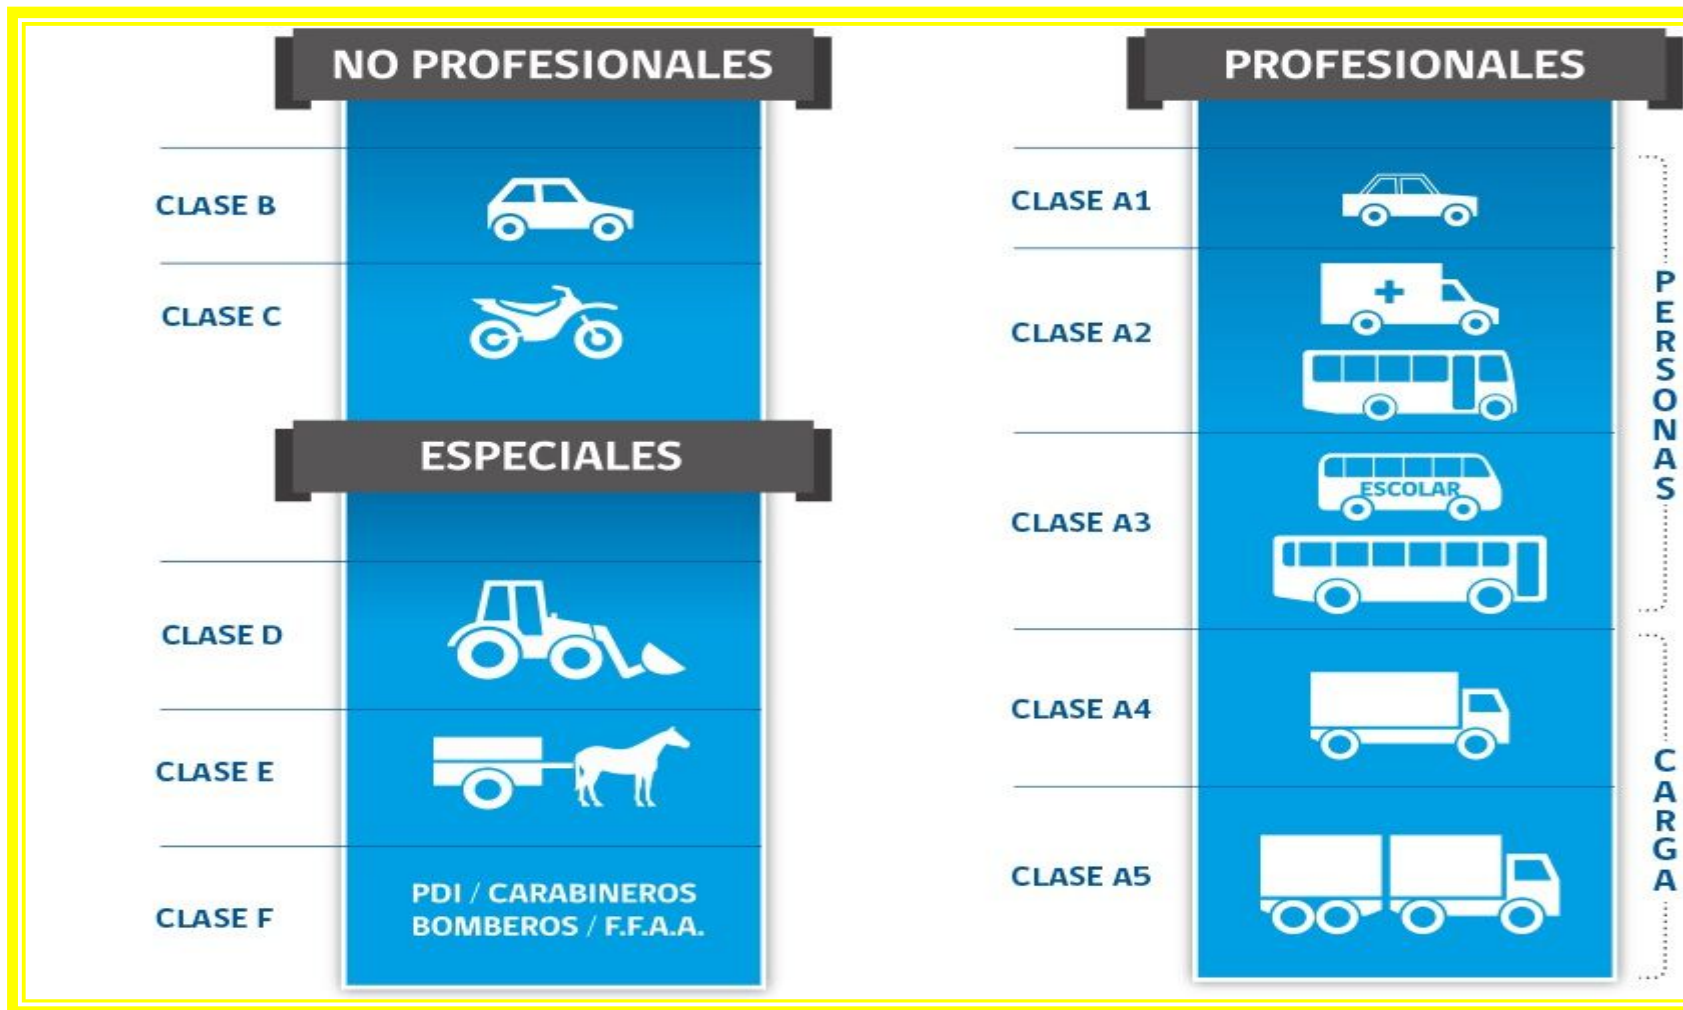 NO PROFESIONALES
CLASE B
CLASE C
ESPECIALES
CLASE D
CLASE E
CLASE F
PDI / CARABINEROS
BOMBEROS / F.F.A.A.
PROFESIONALES
CLASE A1
CLASE A2
CLASE A3
ESCOLAR
CLASE A4
CLASE A5
PERSONAS
CARGA